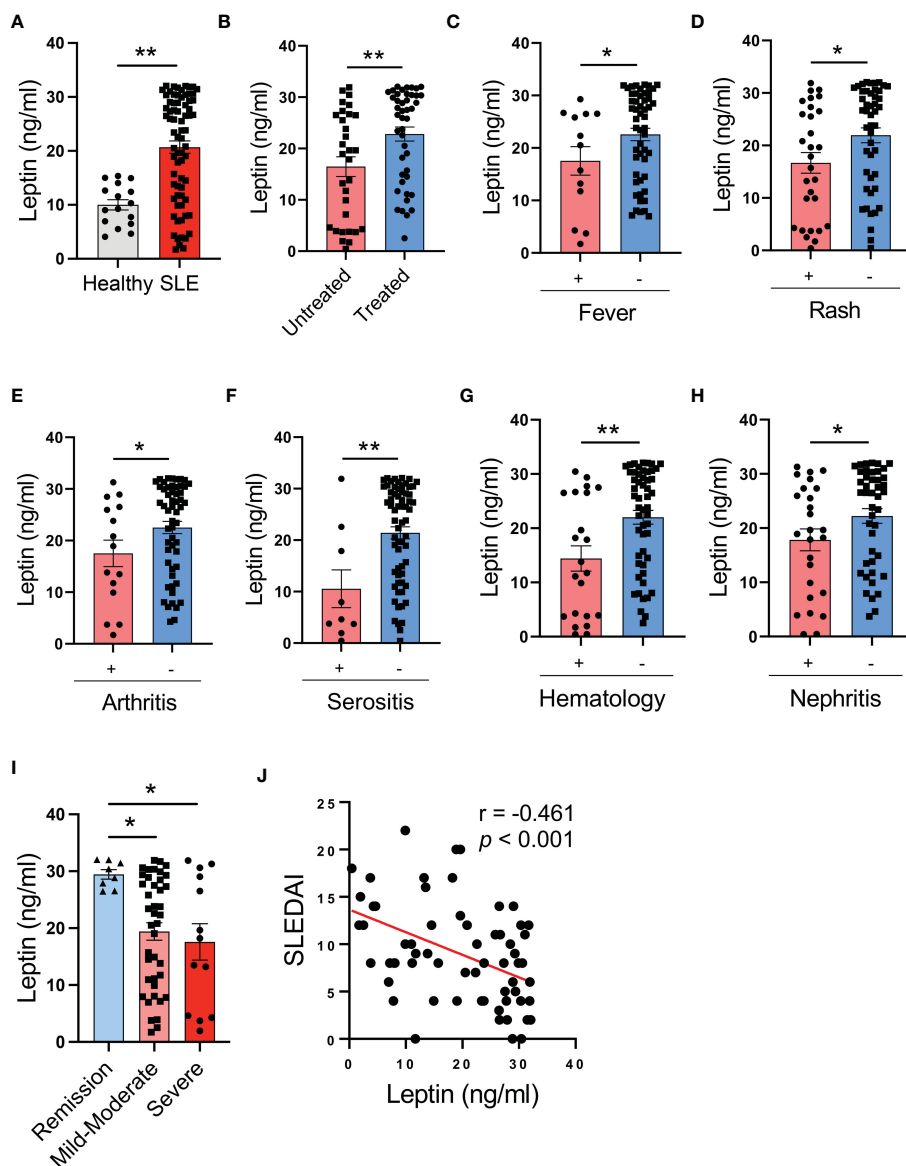 A
Leptin (ng/ml)
40
30
20
10
0
**
Healthy SLE
B
Leptin (ng/ml)
40
30
20
10
0
**
Untreated
Treated
C
Leptin (ng/ml)
40
30
20
10
0
*
+ -
Fever
D
Leptin (ng/ml)
40
30
20
10
0
*
+ -
Rash
E
Leptin (ng/ml)
40
30
20
10
0
*
+ -
Arthritis
F
Leptin (ng/ml)
40
30
20
10
0
**
+ -
Serositis
G
Leptin (ng/ml)
40
30
20
10
0
**
+ -
Hematology
H
Leptin (ng/ml)
40
30
20
10
0
*
+ -
Nephritis
I
Leptin (ng/ml)
40
30
20
10
0
*
*
Remission
Mild-Moderate
Severe
J
SLEDAI
25
20
15
10
5
0
r = -0.461
p < 0.001
0 10 20 30 40
Leptin (ng/ml)